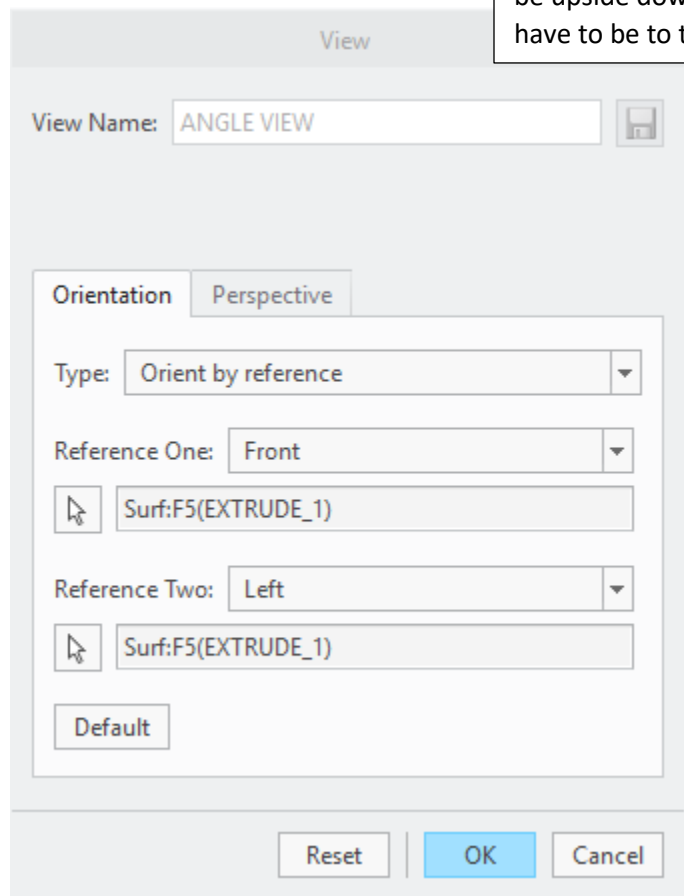 be upside dow
have to be to t
View
View Name: ANGLE VIEW
Orientation Perspective
Type: Orient by reference
Reference One: Front
Surf:F5(EXTRUDE_1)
Reference Two: Left
Surf:F5(EXTRUDE_1)
Default
Reset OK Cancel